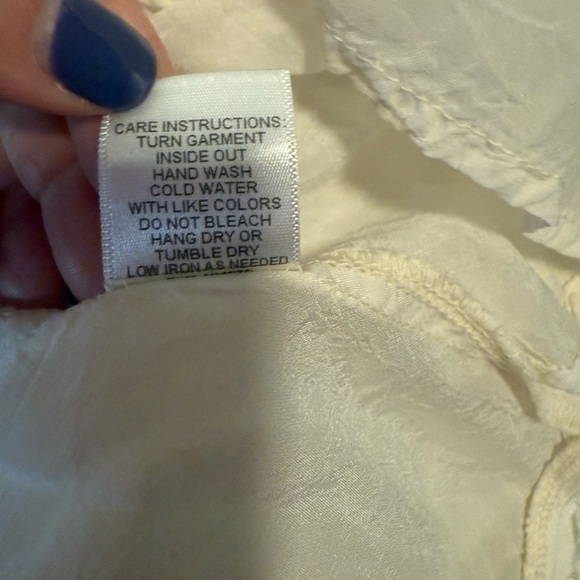 CARE INSTRUCTIONS:
TURN GARMENT
INSIDE OUT
HAND WASH
COLD WATER
WITH LIKE COLORS
DO NOT BLEACH
HANG DRY OR
TUMBLE DRY
LOW IRON AS NEEDED